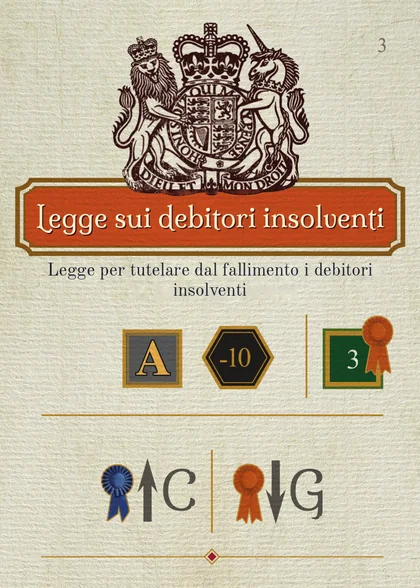 3
DIEU ET MON DROIT
Legge sui debitori insolventi
Legge per tutelare dal fallimento i debitori
insolventi
A
-10
3
C
G